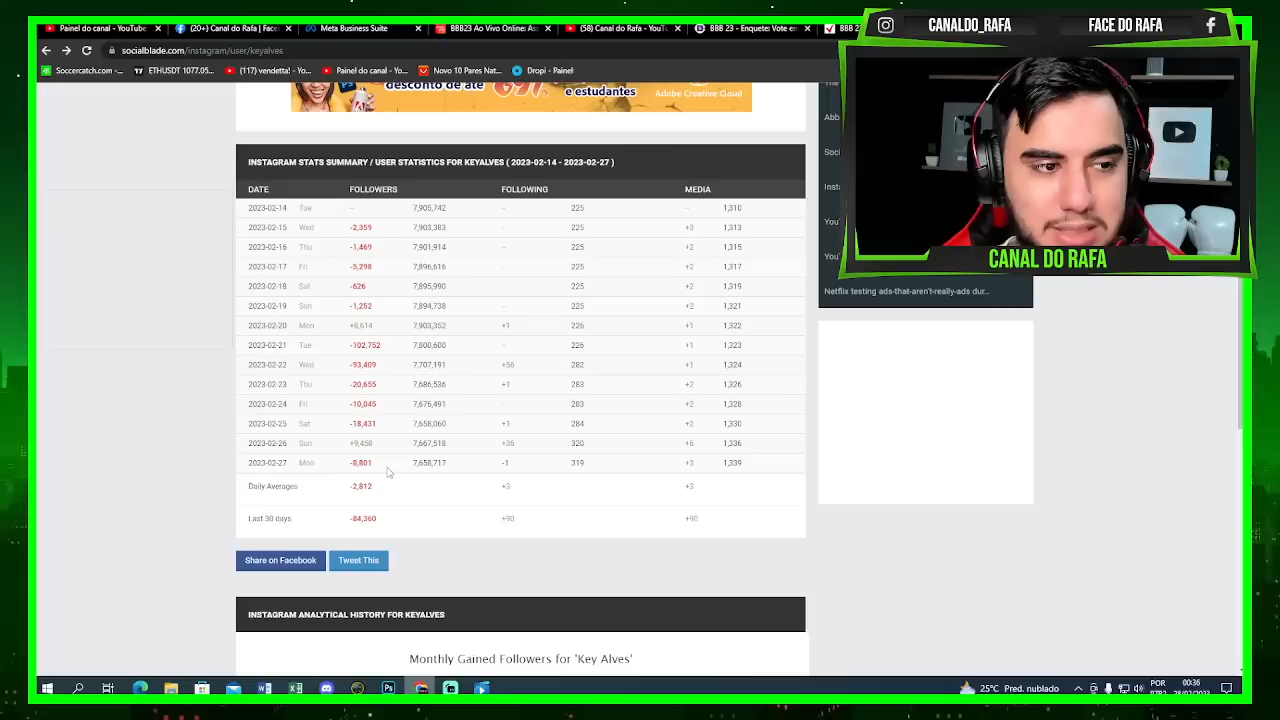 Painel do canal - YouTube
(20+) Canal do Rafa | Face
Meta Business Suite
BBB23 Ao Vivo Online: As
(58) Canal do Rafa - YouTu
BBB 23 - Enquete: Vote en
BBB 2
socialblade.com/instagram/user/keyalves
Soccercatch.com -...
ETHUSDT 1077.05...
(117) vendetta! - Yo...
Painel do canal - Yo...
Novo 10 Peres Nat...
Dropi - Painel
CANALDO_RAFA
FACE DO RAFA
CANAL DO RAFA
desconto de até
e estudantes
Adobe Creative Cloud
INSTAGRAM STATS SUMMARY / USER STATISTICS FOR KEYALVES ( 2023-02-14 - 2023-02-27 )
DATE FOLLOWERS FOLLOWING MEDIA
2023-02-14 Tue -- 7,905,742 -- 225 -- 1,310
2023-02-15 Wed -2,359 7,903,383 -- 225 +3 1,313
2023-02-16 Thu -1,469 7,901,914 -- 225 +2 1,315
2023-02-17 Fri -5,298 7,896,616 -- 225 +2 1,317
2023-02-18 Sat -626 7,895,990 -- 225 +2 1,319
2023-02-19 Sun -1,252 7,894,738 -- 225 +2 1,321
2023-02-20 Mon +8,614 7,903,352 +1 226 +1 1,322
2023-02-21 Tue -102,752 7,800,600 -- 226 +1 1,323
2023-02-22 Wed -93,409 7,707,191 +56 282 +1 1,324
2023-02-23 Thu -20,655 7,686,536 +1 283 +2 1,326
2023-02-24 Fri -10,045 7,676,491 -- 283 +2 1,328
2023-02-25 Sat -18,431 7,658,060 +1 284 +2 1,330
2023-02-26 Sun +9,458 7,667,518 +36 320 +6 1,336
2023-02-27 Mon -8,801 7,658,717 -1 319 +3 1,339
Daily Averages -2,812 +3 +3
Last 30 days -84,360 +90 +90
Share on Facebook
Tweet This
INSTAGRAM ANALYTICAL HISTORY FOR KEYALVES
Monthly Gained Followers for 'Key Alves'
Abb
Soc
Inst
You
You
Netflix testing ads-that-aren't-really-ads dur...
25°C Pred. nublado
POR
00:36